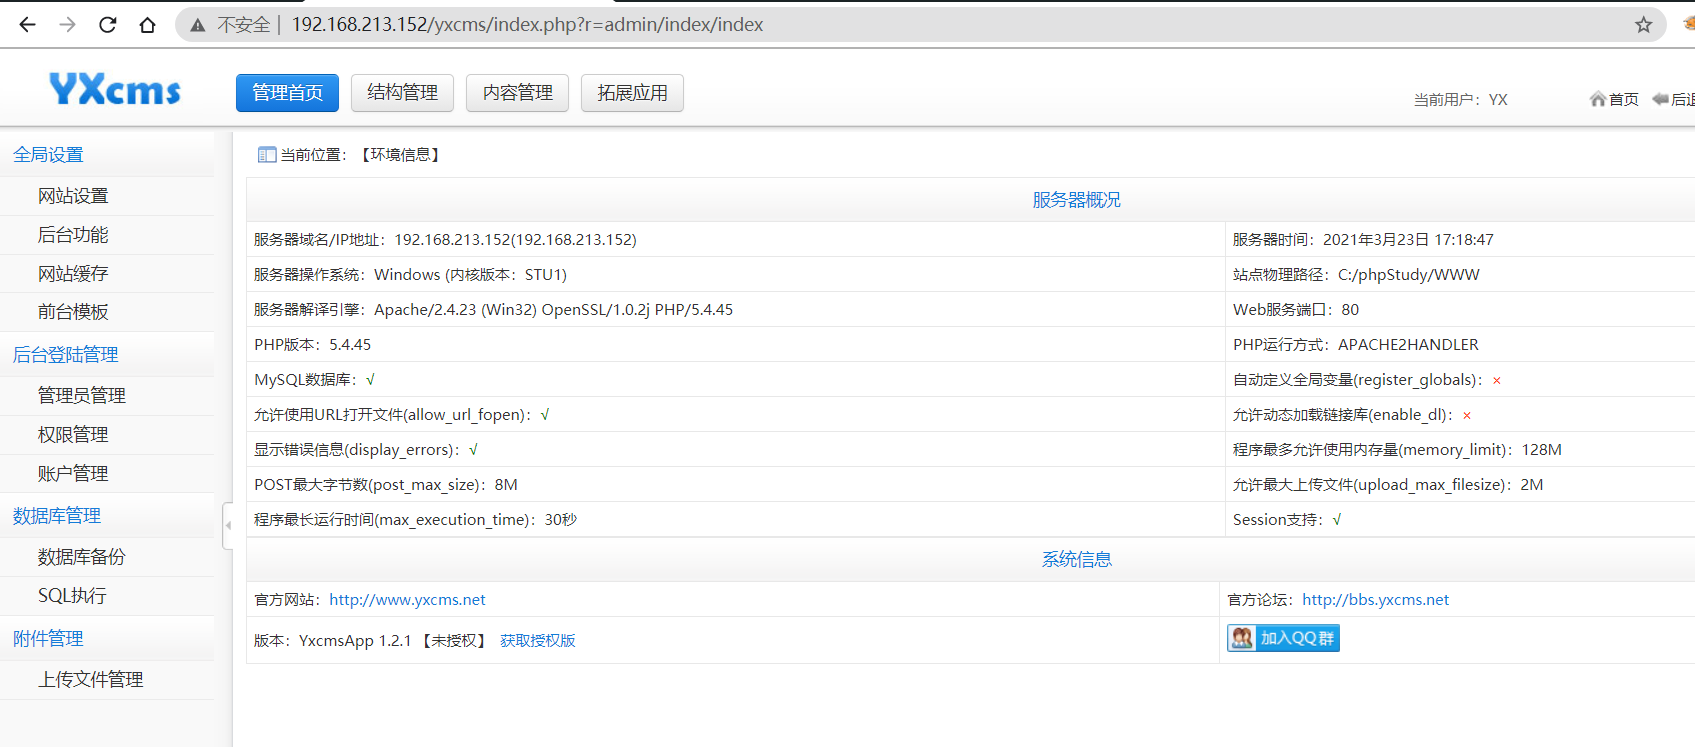 不安全 | 192.168.213.152/yxcms/index.php?r=admin/index/index
YXcms
管理首页 结构管理 内容管理 拓展应用
当前用户：YX 首页 后退
全局设置
网站设置
后台功能
网站缓存
前台模板
后台登陆管理
管理员管理
权限管理
账户管理
数据库管理
数据库备份
SQL执行
附件管理
上传文件管理
当前位置：【环境信息】
服务器概况
服务器域名/IP地址：192.168.213.152(192.168.213.152) 服务器时间：2021年3月23日 17:18:47
服务器操作系统：Windows (内核版本：STU1) 站点物理路径：C:/phpStudy/WWW
服务器解译引擎：Apache/2.4.23 (Win32) OpenSSL/1.0.2j PHP/5.4.45 Web服务端口：80
PHP版本：5.4.45 PHP运行方式：APACHE2HANDLER
MySQL数据库：√ 自动定义全局变量(register_globals)：×
允许使用URL打开文件(allow_url_fopen)：√ 允许动态加载链接库(enable_dl)：×
显示错误信息(display_errors)：√ 程序最多允许使用内存量(memory_limit)：128M
POST最大字节数(post_max_size)：8M 允许最大上传文件(upload_max_filesize)：2M
程序最长运行时间(max_execution_time)：30秒 Session支持：√
系统信息
官方网站：http://www.yxcms.net 官方论坛：http://bbs.yxcms.net
版本：YxcmsApp 1.2.1 【未授权】 获取授权版 加入QQ群